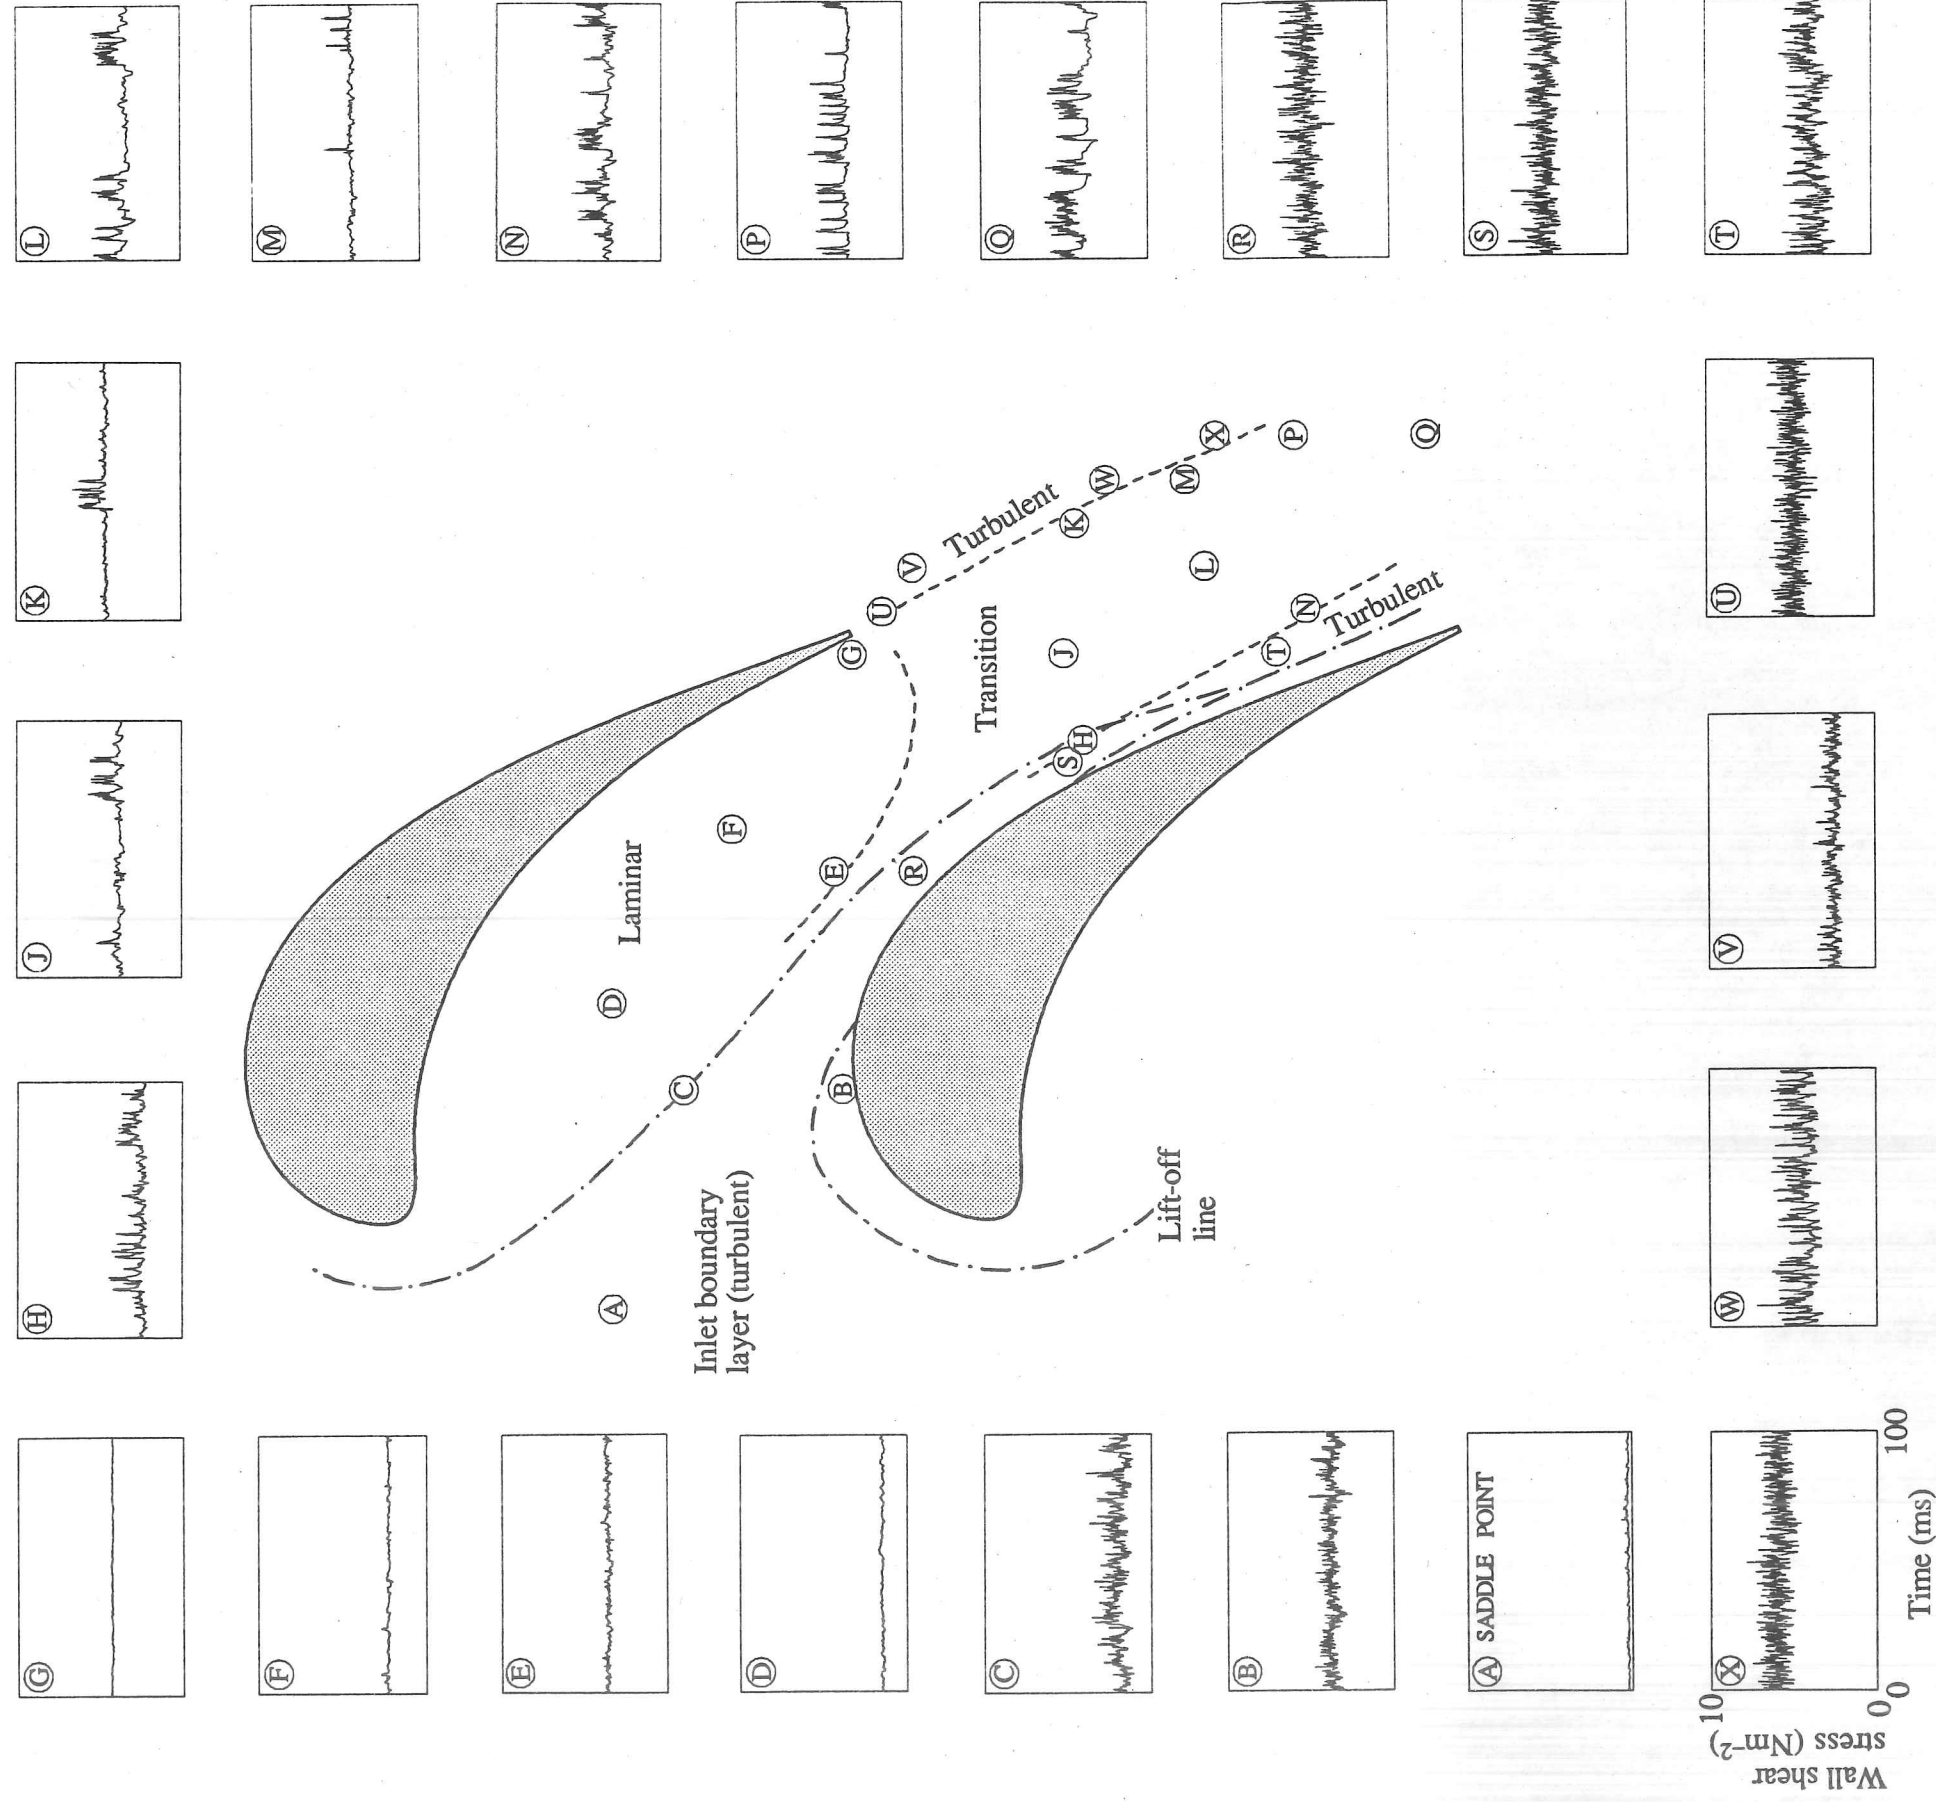 L
M
N
P
Q
R
S
T
K
U
J
V
H
W
G
F
E
D
C
B
A SADDLE POINT
X
Laminar
Transition
Turbulent
Turbulent
Inlet boundary
layer (turbulent)
Lift-off
line
A
B
C
D
E
F
G
H
J
K
L
M
N
P
Q
R
S
T
U
V
W
X
10
0
0
100
Time (ms)
Wall shear
stress (Nm⁻²)